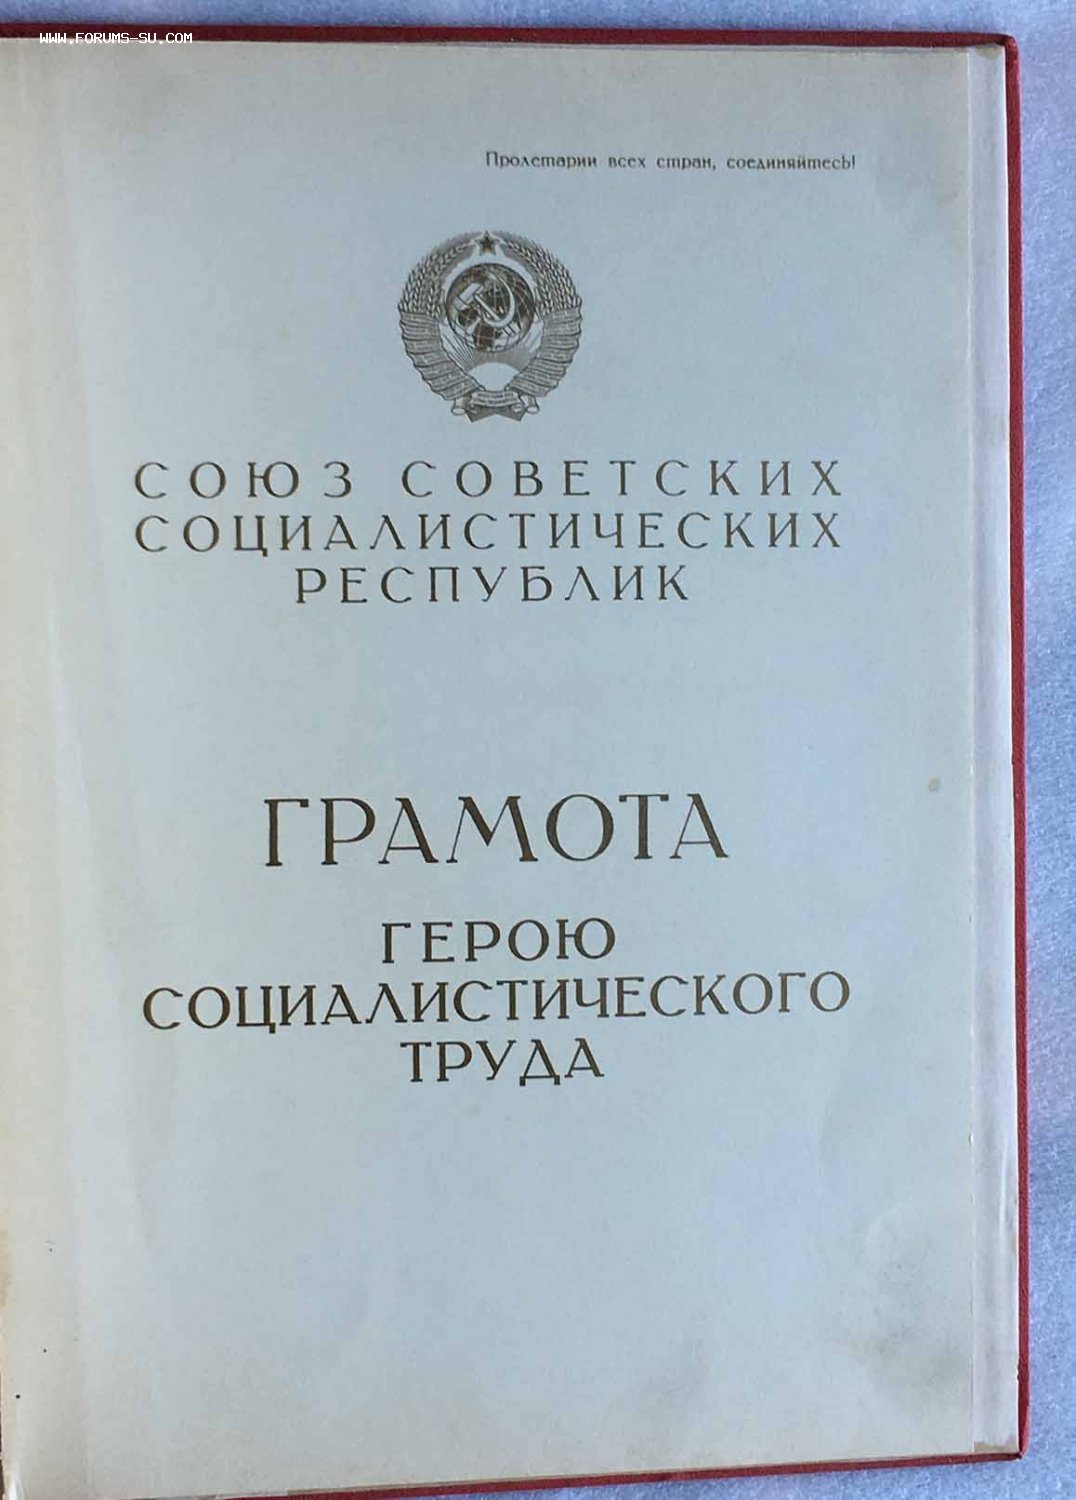 WWW.FORUMS-SU.COM
Пролетарии всех стран, соединяйтесь!
СОЮЗ СОВЕТСКИХ
СОЦИАЛИСТИЧЕСКИХ
РЕСПУБЛИК
ГРАМОТА
ГЕРОЮ
СОЦИАЛИСТИЧЕСКОГО
ТРУДА